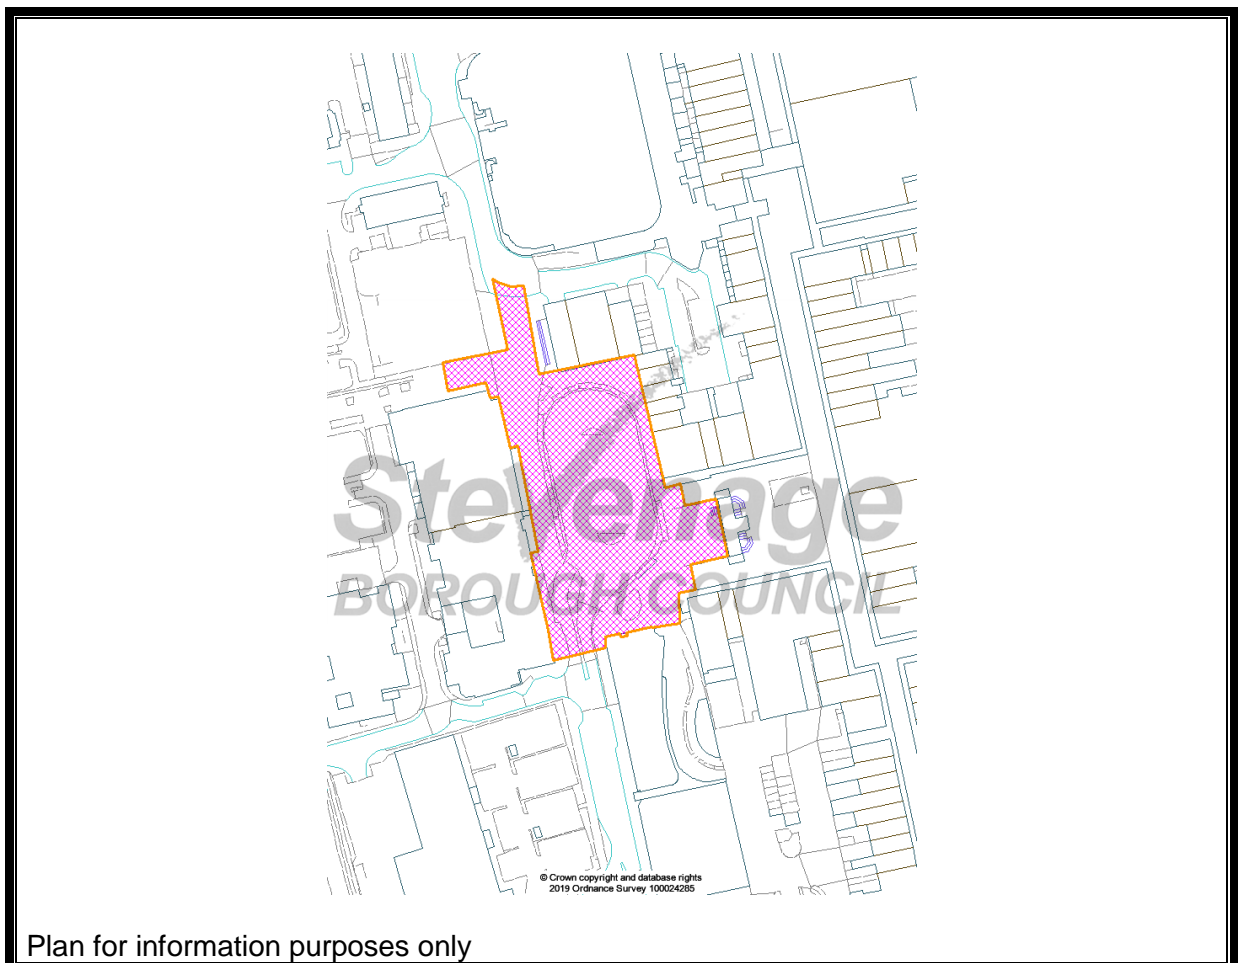 Stevenage
BOROUGH COUNCIL
© Crown copyright and database rights
2019 Ordnance Survey 100024285
Plan for information purposes only